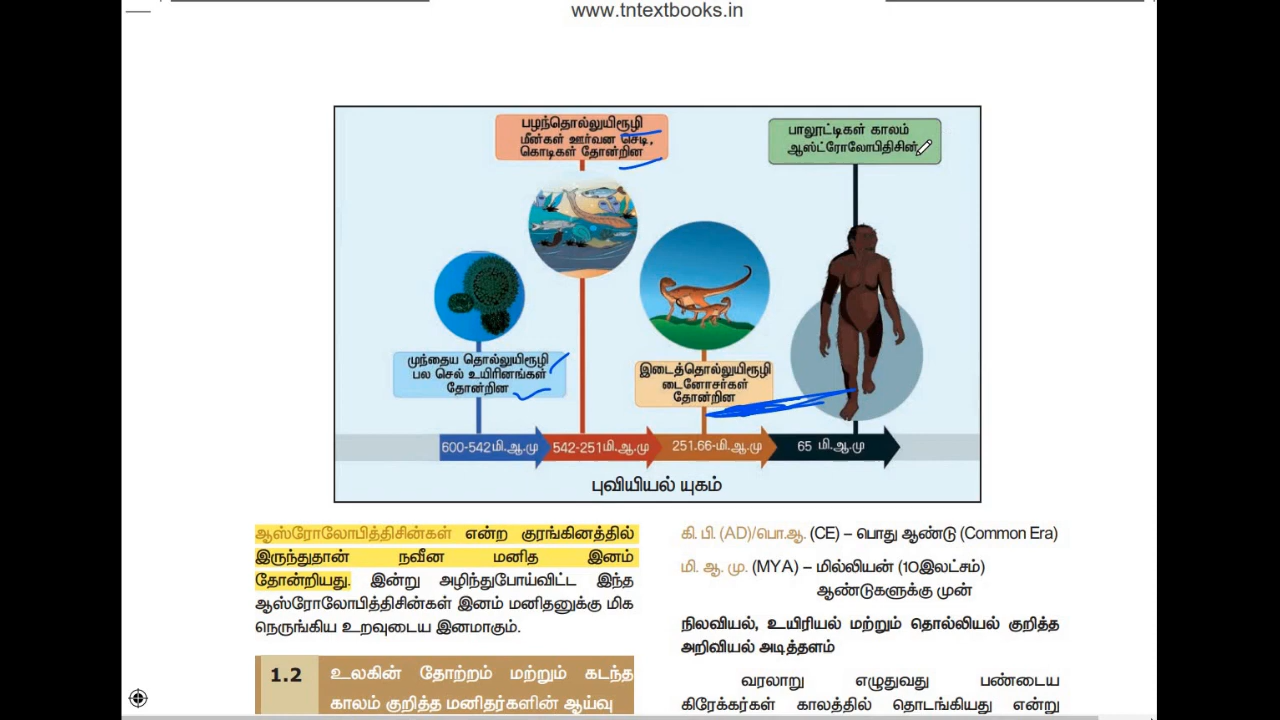 www.tntextbooks.in
பழந்தொல்லுயிரூழி
மீன்கள் ஊர்வன செடி,
கொடிகள் தோன்றின
பாலூட்டிகள் காலம்
ஆஸ்ட்ரோலோபிதிசின்
முந்தைய தொல்லுயிரூழி
பல செல் உயிரினங்கள்
தோன்றின
இடைத்தொல்லுயிரூழி
டைனோசர்கள்
தோன்றின
600-542மி.ஆ.மு
542-251மி.ஆ.மு
251.66-மி.ஆ.மு
65 மி.ஆ.மு
புவியியல் யுகம்
ஆஸ்ரோலோபித்திசின்கள் என்ற குரங்கினத்தில்
இருந்துதான் நவீன மனித இனம்
தோன்றியது. இன்று அழிந்துபோய்விட்ட இந்த
ஆஸ்ரோலோபித்திசின்கள் இனம் மனிதனுக்கு மிக
நெருங்கிய உறவுடைய இனமாகும்.
1.2 உலகின் தோற்றம் மற்றும் கடந்த
காலம் குறித்த மனிதர்களின் ஆய்வு
கி. பி. (AD)/பொ.ஆ. (CE) – பொது ஆண்டு (Common Era)
மி. ஆ. மு. (MYA) – மில்லியன் (10இலட்சம்)
ஆண்டுகளுக்கு முன்
நிலவியல், உயிரியல் மற்றும் தொல்லியல் குறித்த
அறிவியல் அடித்தளம்
வரலாறு எழுதுவது பண்டைய
கிரேக்கர்கள் காலத்தில் தொடங்கியது என்று